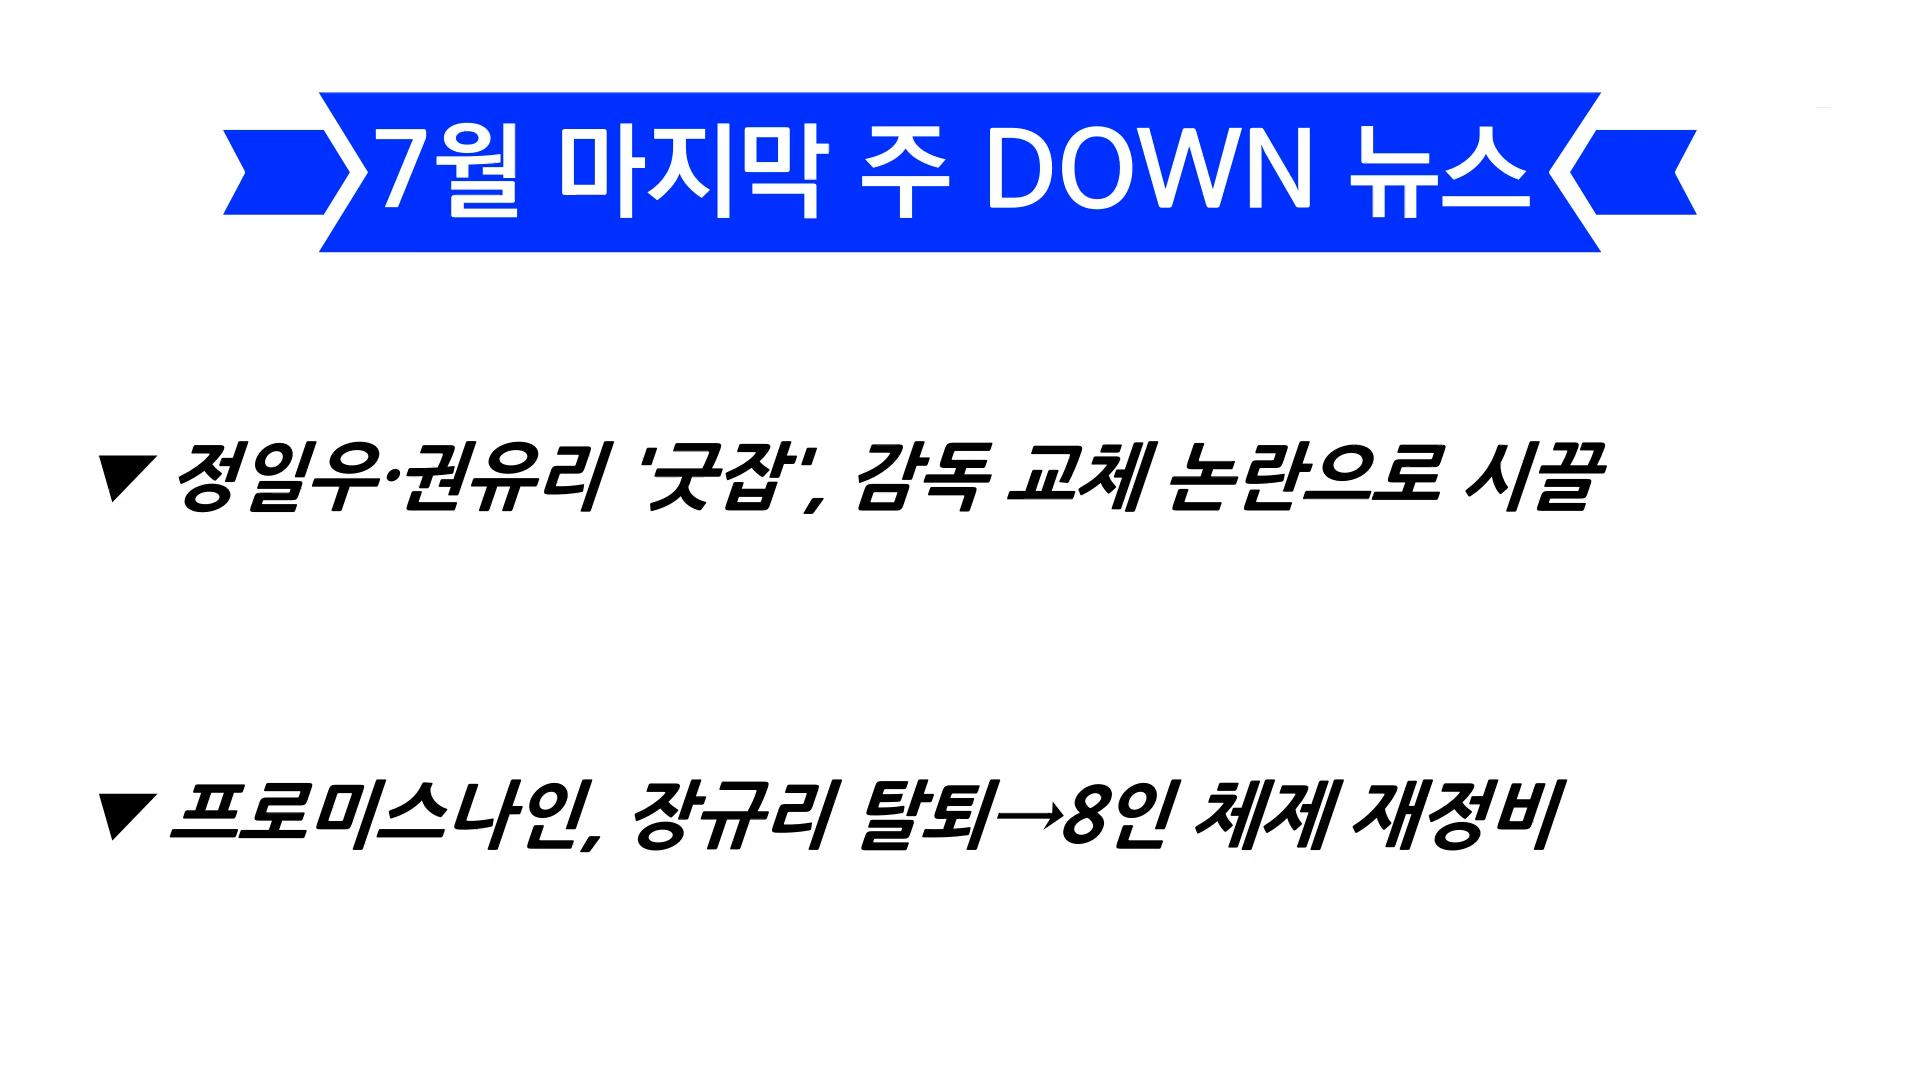 7월 마지막 주 DOWN 뉴스
▼ 정일우·권유리 '굿잡', 감독 교체 논란으로 시끌
▼ 프로미스나인, 장규리 탈퇴→8인 체제 재정비